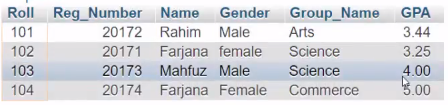 Roll Reg_Number Name Gender Group_Name GPA
101 20172 Rahim Male Arts 3.44
102 20171 Farjana female Science 3.25
103 20173 Mahfuz Male Science 4.00
104 20174 Farjana Female Commerce 5.00